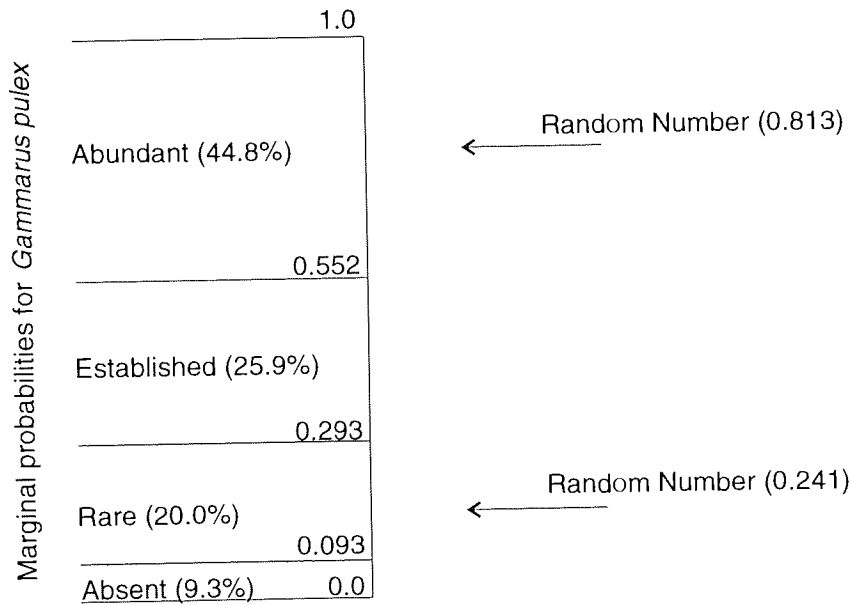 Marginal probabilities for Gammarus pulex
1.0
Abundant (44.8%)
Random Number (0.813)
0.552
Established (25.9%)
0.293
Random Number (0.241)
Rare (20.0%)
0.093
Absent (9.3%)
0.0